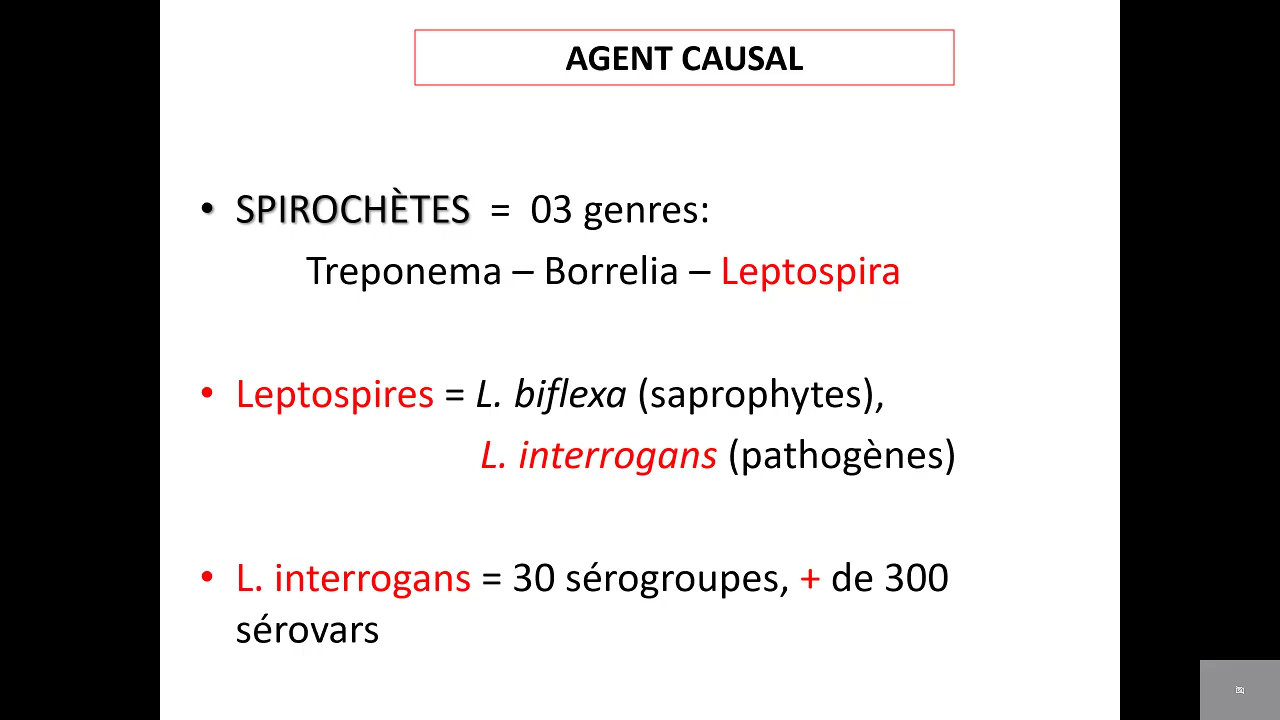 AGENT CAUSAL
• SPIROCHÈTES = 03 genres:
Treponema – Borrelia – Leptospira
• Leptospires = L. biflexa (saprophytes),
L. interrogans (pathogènes)
• L. interrogans = 30 sérogroupes, + de 300
sérovars